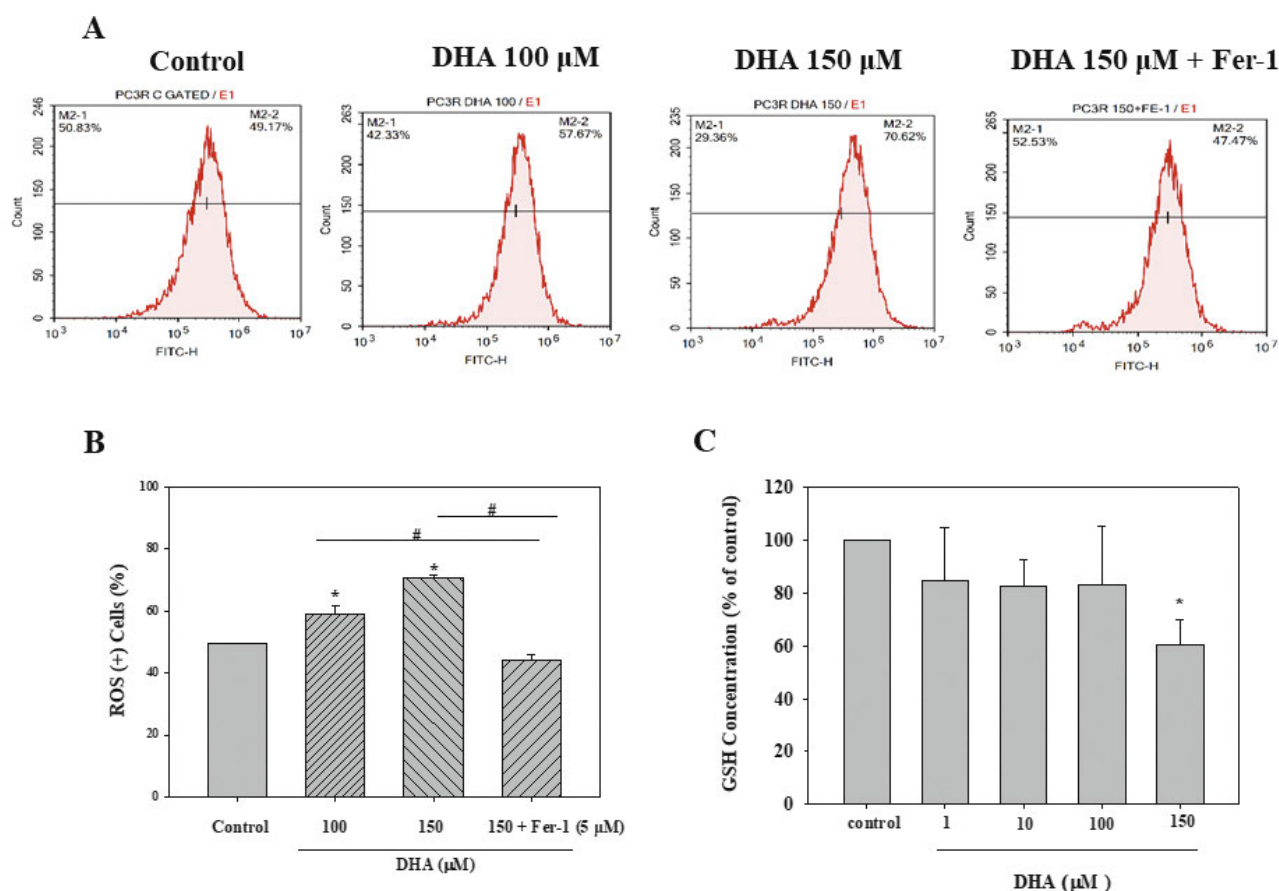 A
Control
DHA 100 μM
DHA 150 μM
DHA 150 μM + Fer-1
PC3R C GATED / E1
M2-1
50.83%
M2-2
49.17%
246
200
150
100
50
0
Count
10³ 10⁴ 10⁵ 10⁶ 10⁷
FITC-H
PC3R DHA 100 / E1
M2-1
42.33%
M2-2
57.67%
263
200
150
100
50
0
Count
10³ 10⁴ 10⁵ 10⁶ 10⁷
FITC-H
PC3R DHA 150 / E1
M2-1
29.36%
M2-2
70.62%
235
200
150
100
50
0
Count
10³ 10⁴ 10⁵ 10⁶ 10⁷
FITC-H
PC3R 150+FE-1 / E1
M2-1
52.53%
M2-2
47.47%
265
200
150
100
50
0
Count
10³ 10⁴ 10⁵ 10⁶ 10⁷
FITC-H
B
100
80
60
40
20
0
ROS (+) Cells (%)
*
*
#
#
Control 100 150 150 + Fer-1 (5 μM)
DHA (μM)
C
120
100
80
60
40
20
0
GSH Concentration (% of control)
*
control 1 10 100 150
DHA (μM )